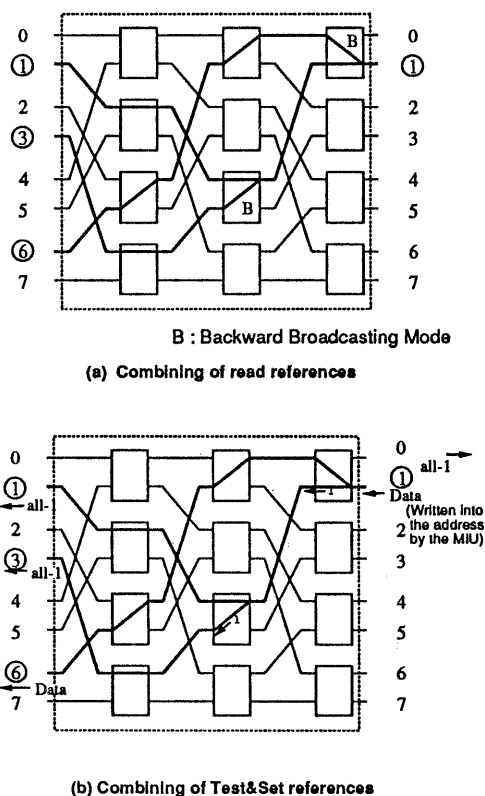 0 0
1 B 1
2 2
3 3
4 4
5 B 5
6 6
7 7
B : Backward Broadcasting Mode
(a) Combining of read references
0 0
1 1 all-1
all- 1 Data
(Written into
2 2 the address
by the MIU)
3 3
all-1
4 4
1
5 5
6 6
Data
7 7
(b) Combining of Test&Set references